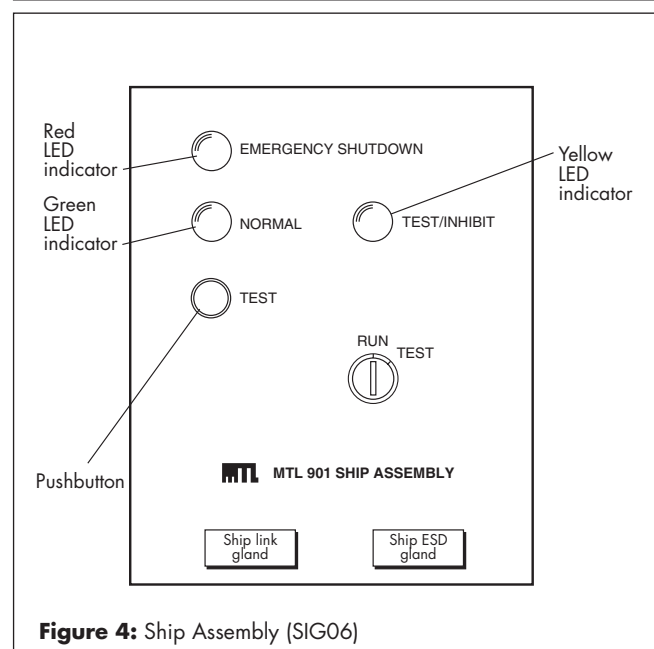 Red
LED
indicator
EMERGENCY SHUTDOWN
Yellow
LED
indicator
Green
LED
indicator
NORMAL
TEST/INHIBIT
TEST
RUN
TEST
Pushbutton
MTL MTL 901 SHIP ASSEMBLY
Ship link
gland
Ship ESD
gland
Figure 4: Ship Assembly (SIG06)